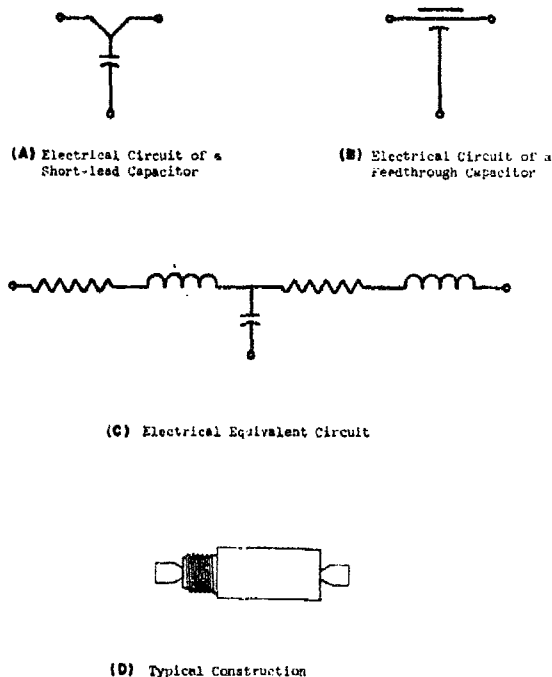 (A) Electrical Circuit of a
Short-lead Capacitor
(B) Electrical Circuit of a
Feedthrough Capacitor
(C) Electrical Equivalent Circuit
(D) Typical Construction